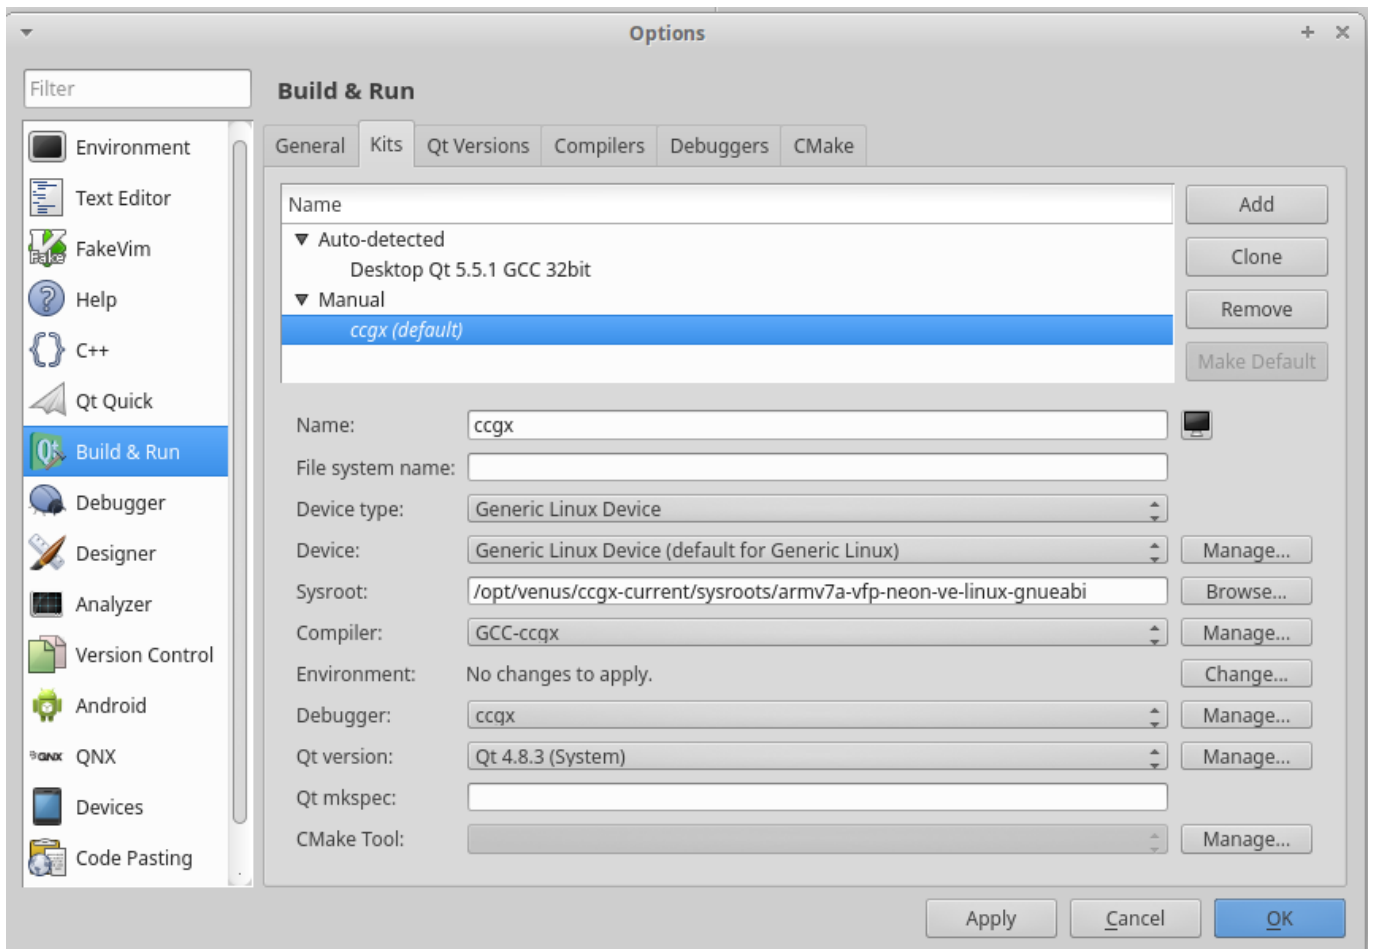 Options
Filter
Build & Run
Environment
Text Editor
FakeVim
Help
C++
Qt Quick
Build & Run
Debugger
Designer
Analyzer
Version Control
Android
QNX
Devices
Code Pasting
General Kits Qt Versions Compilers Debuggers CMake
Name
Auto-detected
Desktop Qt 5.5.1 GCC 32bit
Manual
ccgx (default)
Add
Clone
Remove
Make Default
Name: ccgx
File system name:
Device type: Generic Linux Device
Device: Generic Linux Device (default for Generic Linux) Manage...
Sysroot: /opt/venus/ccgx-current/sysroots/armv7a-vfp-neon-ve-linux-gnueabi Browse...
Compiler: GCC-ccgx Manage...
Environment: No changes to apply. Change...
Debugger: ccgx Manage...
Qt version: Qt 4.8.3 (System) Manage...
Qt mkspec:
CMake Tool: Manage...
Apply Cancel OK